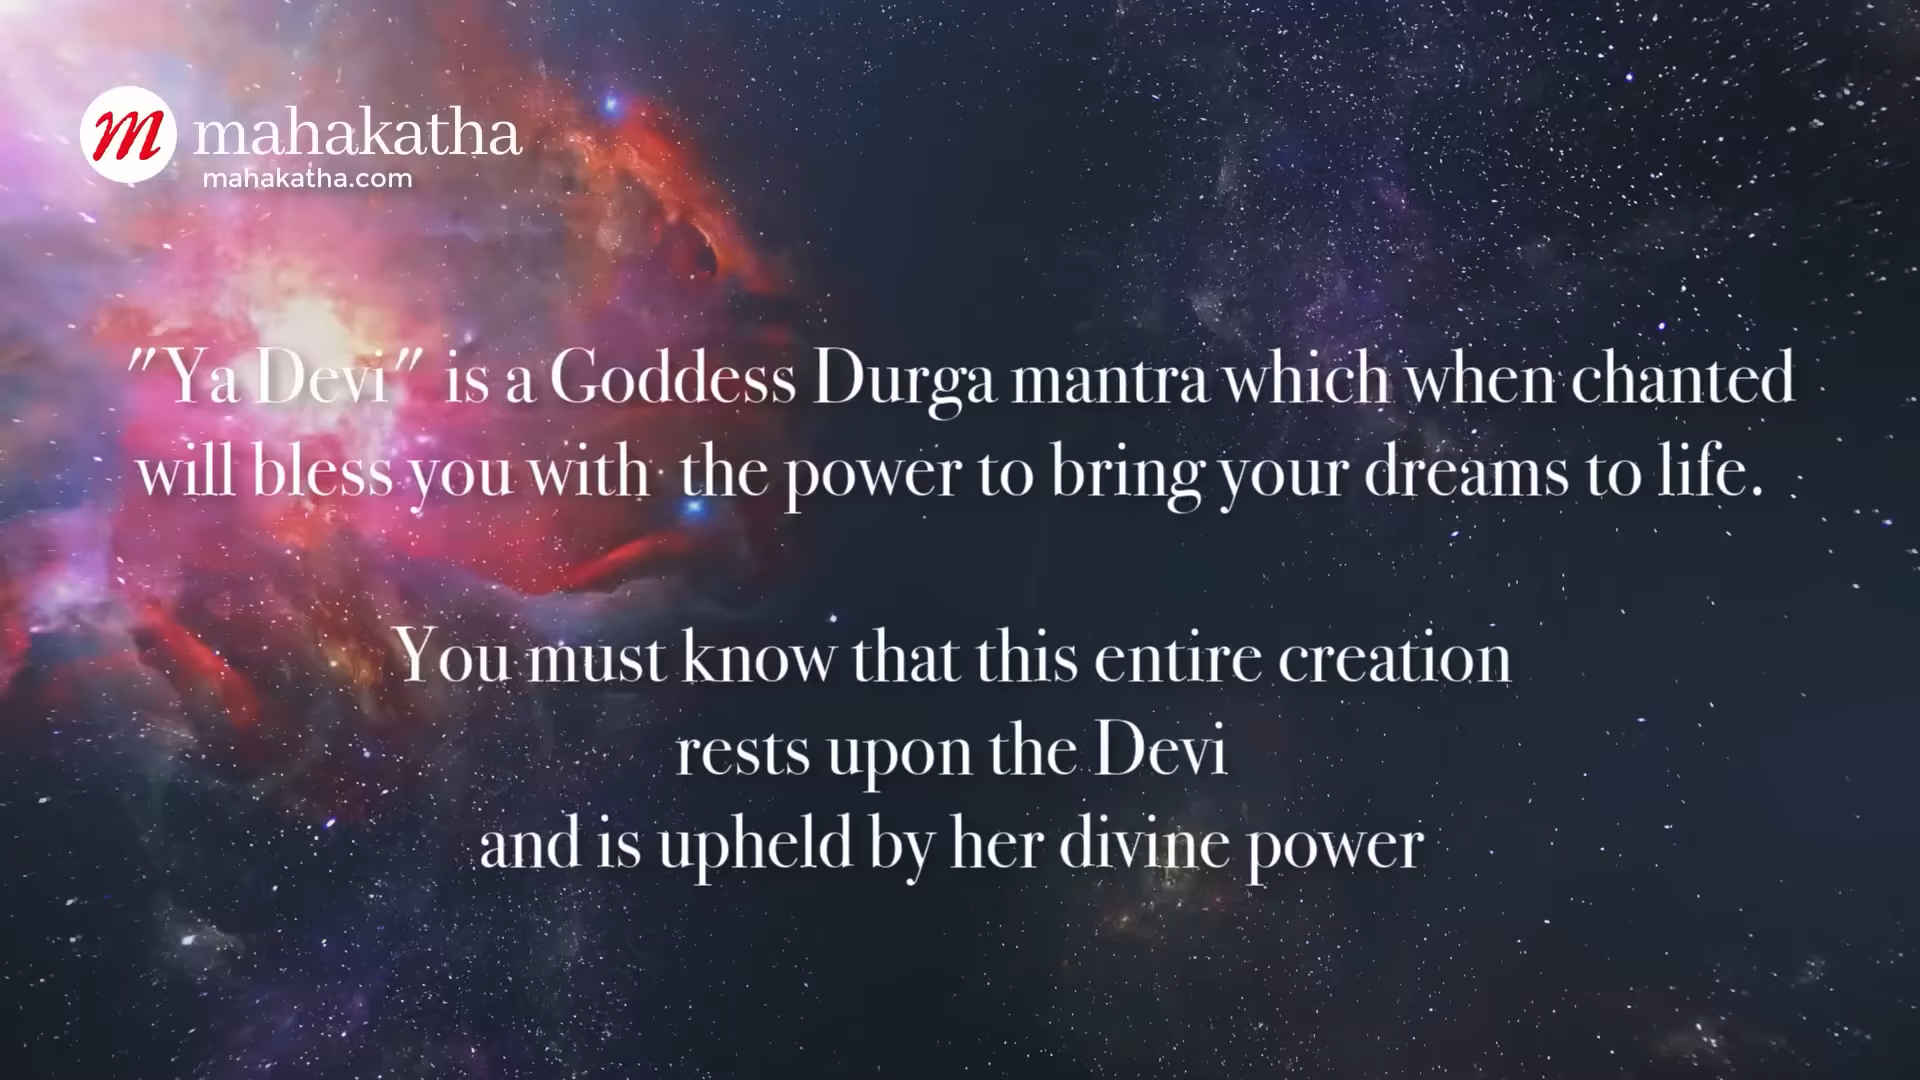 m mahakatha
mahakatha.com
"Ya Devi" is a Goddess Durga mantra which when chanted
will bless you with the power to bring your dreams to life.
You must know that this entire creation
rests upon the Devi
and is upheld by her divine power